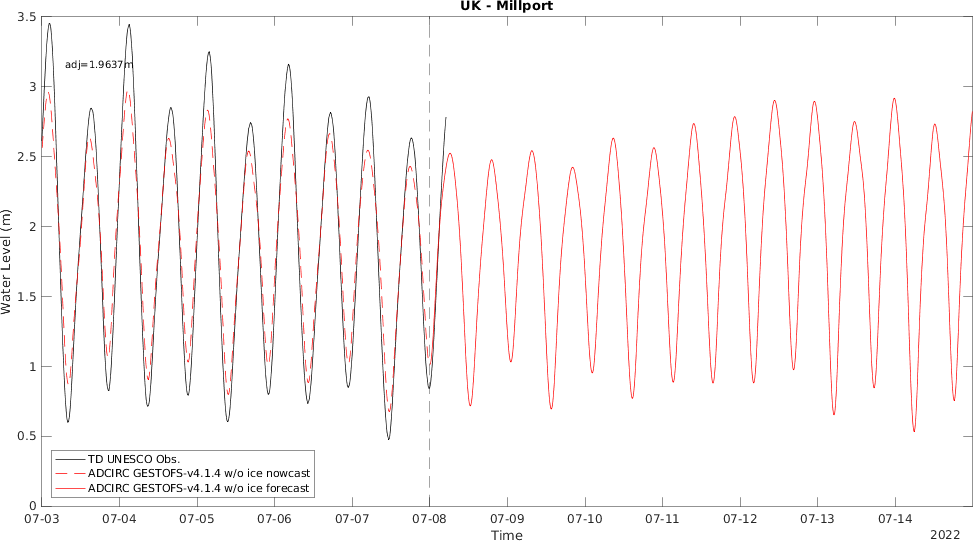 UK - Millport
adj=1.9637m
Water Level (m)
3.5
3
2.5
2
1.5
1
0.5
0
TD UNESCO Obs.
ADCIRC GESTOFS-v4.1.4 w/o ice nowcast
ADCIRC GESTOFS-v4.1.4 w/o ice forecast
07-03 07-04 07-05 07-06 07-07 07-08 07-09 07-10 07-11 07-12 07-13 07-14
Time
2022